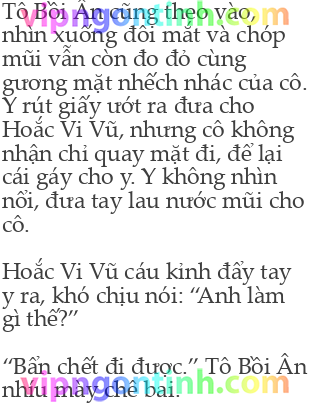 Tô Bồi Ân cũng theo vào,
nhìn xuống đôi mắt và chóp
mũi vẫn còn đo đỏ cùng
gương mặt nhếch nhác của cô.
Y rút giấy ướt ra đưa cho
Hoắc Vi Vũ, nhưng cô không
nhận chỉ quay mặt đi, để lại
cái gáy cho y. Y không nhìn
nổi, đưa tay lau nước mũi cho
cô.
Hoắc Vi Vũ cáu kỉnh đẩy tay
y ra, khó chịu nói: “Anh làm
gì thế?”
“Bẩn chết đi được.” Tô Bồi Ân
nhíu mày chê bai.
vipngontinh.com
vipngontinh.com